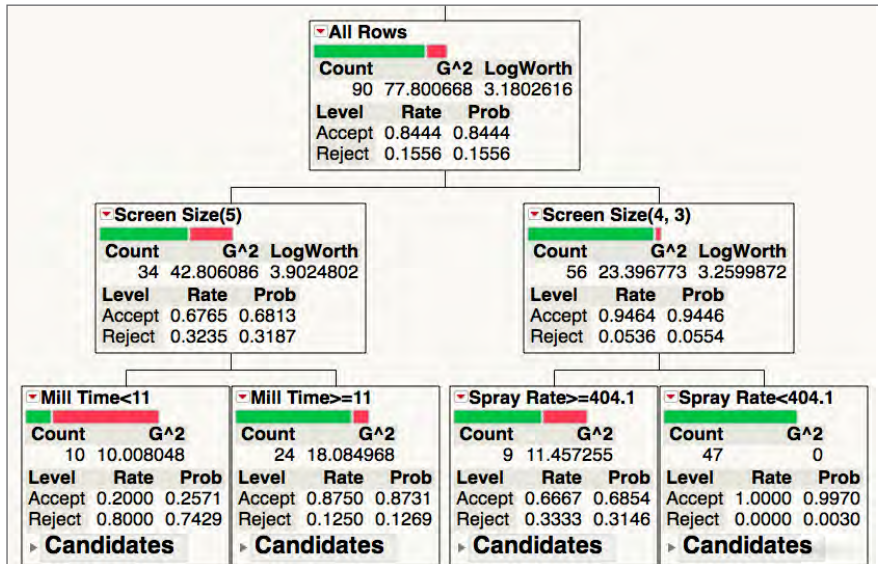 All Rows
Count G^2 LogWorth
90 77.800668 3.1802616
Level Rate Prob
Accept 0.8444 0.8444
Reject 0.1556 0.1556
Screen Size(5)
Count G^2 LogWorth
34 42.806086 3.9024802
Level Rate Prob
Accept 0.6765 0.6813
Reject 0.3235 0.3187
Screen Size(4, 3)
Count G^2 LogWorth
56 23.396773 3.2599872
Level Rate Prob
Accept 0.9464 0.9446
Reject 0.0536 0.0554
Mill Time<11
Count G^2
10 10.008048
Level Rate Prob
Accept 0.2000 0.2571
Reject 0.8000 0.7429
Candidates
Mill Time>=11
Count G^2
24 18.084968
Level Rate Prob
Accept 0.8750 0.8731
Reject 0.1250 0.1269
Candidates
Spray Rate>=404.1
Count G^2
9 11.457255
Level Rate Prob
Accept 0.6667 0.6854
Reject 0.3333 0.3146
Candidates
Spray Rate<404.1
Count G^2
47 0
Level Rate Prob
Accept 1.0000 0.9970
Reject 0.0000 0.0030
Candidates